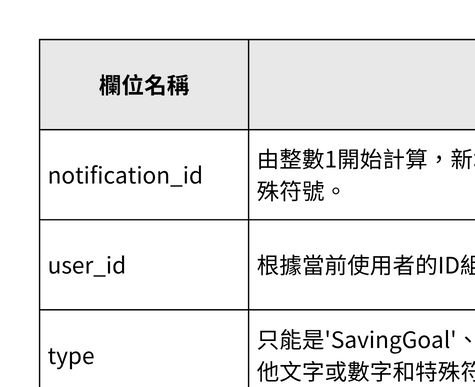 欄位名稱
notification_id
由整數1開始計算，新
殊符號。
user_id
根據當前使用者的ID
type
只能是'SavingGoal'、
他文字或數字和特殊符